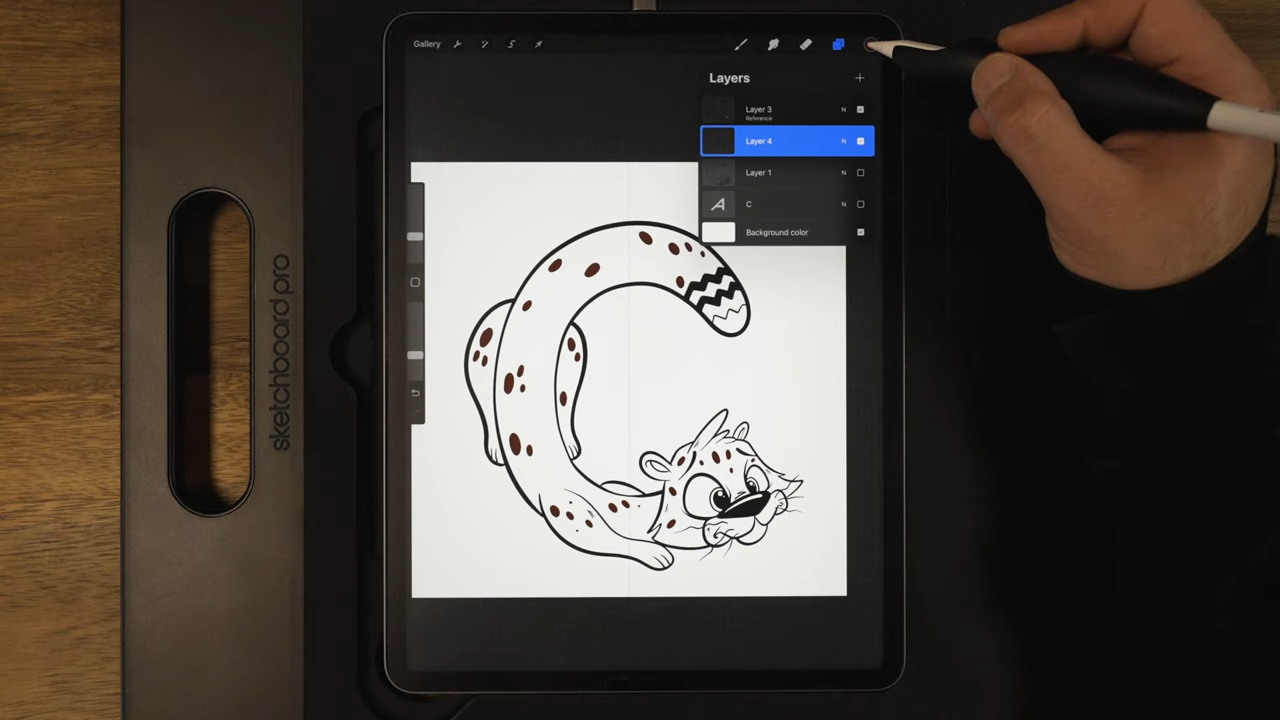 Gallery
Layers
Layer 3
N
Reference
Layer 4
N
Layer 1
N
C
N
Background color
sketchboard pro